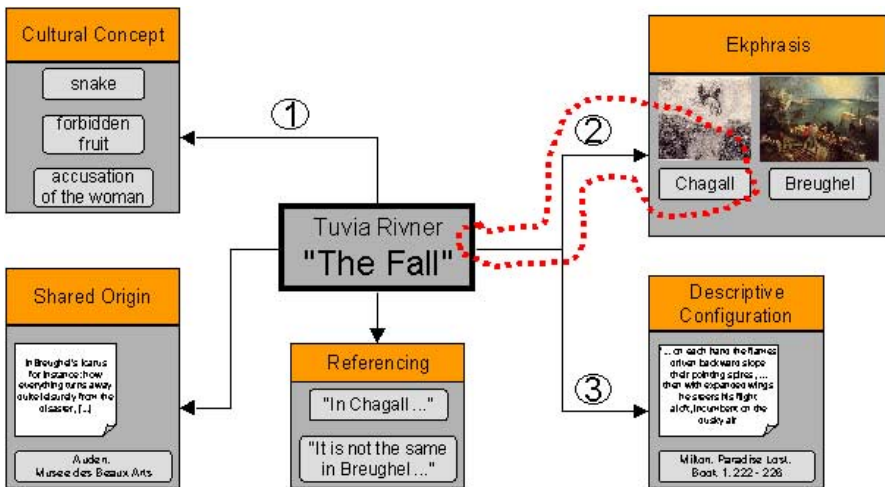 Cultural Concept
snake
forbidden
fruit
accusation
of the woman
1
Ekphrasis
2
Chagall
Breughel
Tuvia Rivner
"The Fall"
Shared Origin
In Breughel's Icarus
for instance: how
everything turns away
quite leisurely from the
disaster, [...]
Auden.
Musee des Beaux Arts
Referencing
"In Chagall ..."
"It is not the same
in Breughel ..."
3
Descriptive
Configuration
"... on each hand the flames
driven backward slope
their pointing spires, ...
then with expanded wings
he steers his flight
aloft, incumbent on the
dusky air
Milton. Paradise Lost.
Book 1. 222 - 226